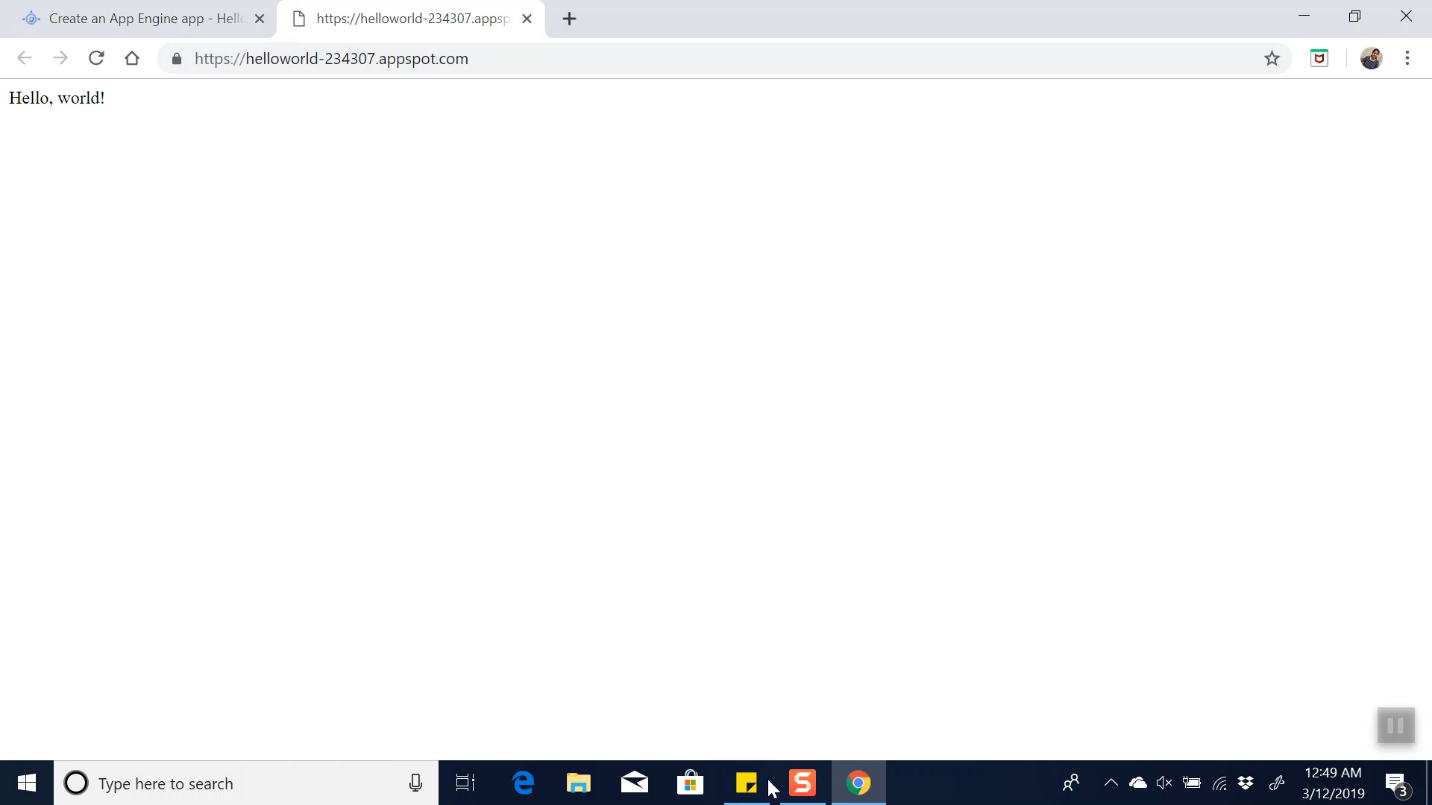 Create an App Engine app - Hell
https://helloworld-234307.appsp
https://helloworld-234307.appspot.com
Hello, world!
Type here to search
12:49 AM
3/12/2019
3